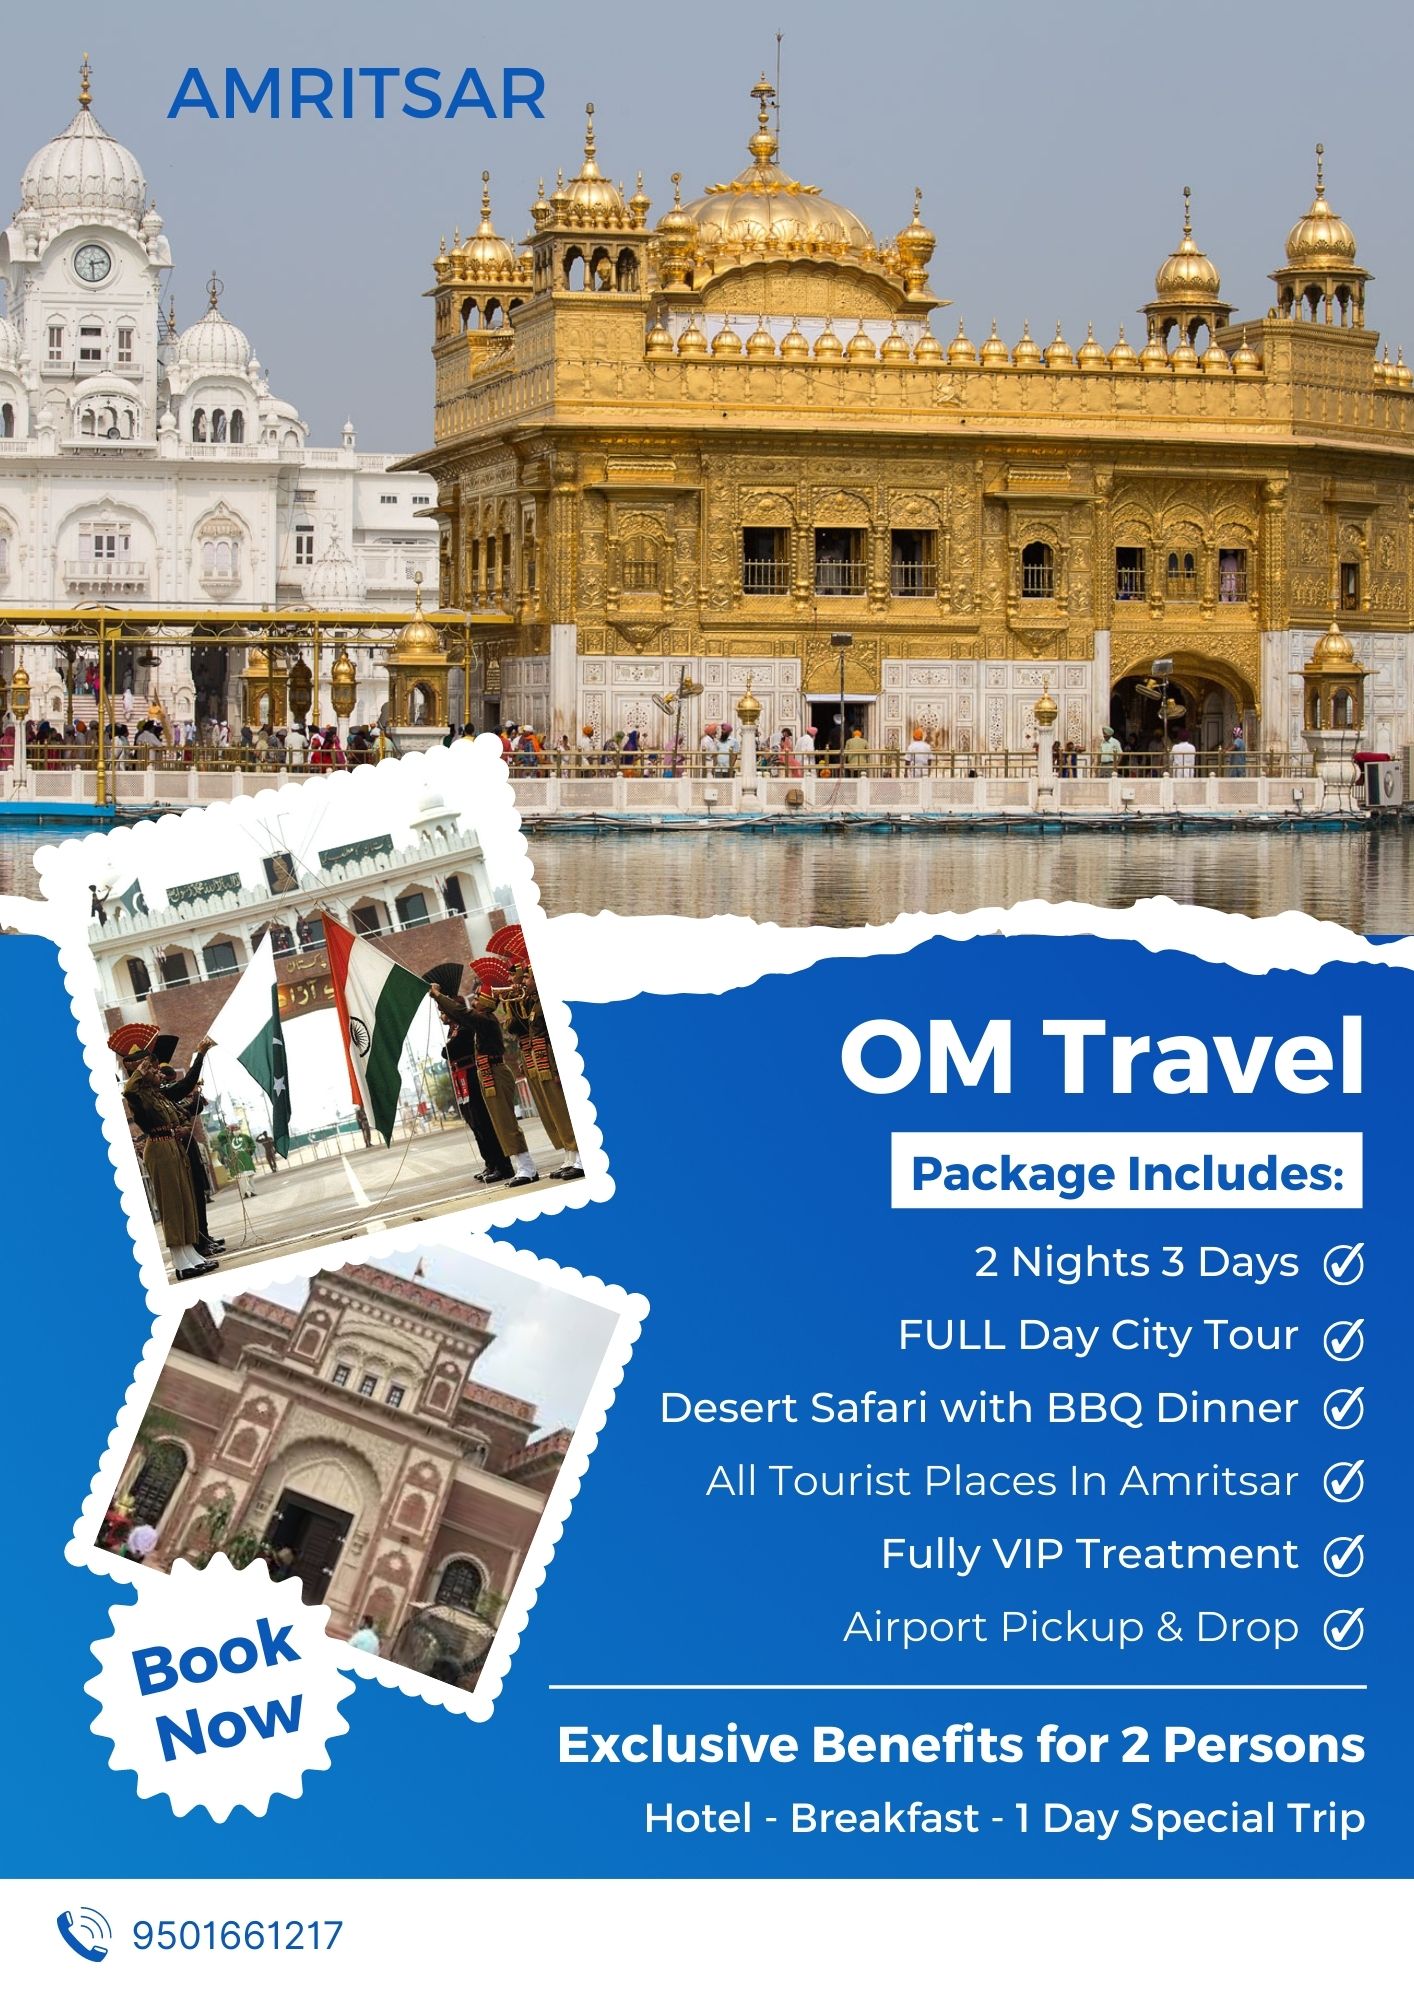 AMRITSAR
OM Travel
Package Includes:
2 Nights 3 Days
FULL Day City Tour
Desert Safari with BBQ Dinner
All Tourist Places In Amritsar
Fully VIP Treatment
Airport Pickup & Drop
Book
Now
Exclusive Benefits for 2 Persons
Hotel - Breakfast - 1 Day Special Trip
9501661217